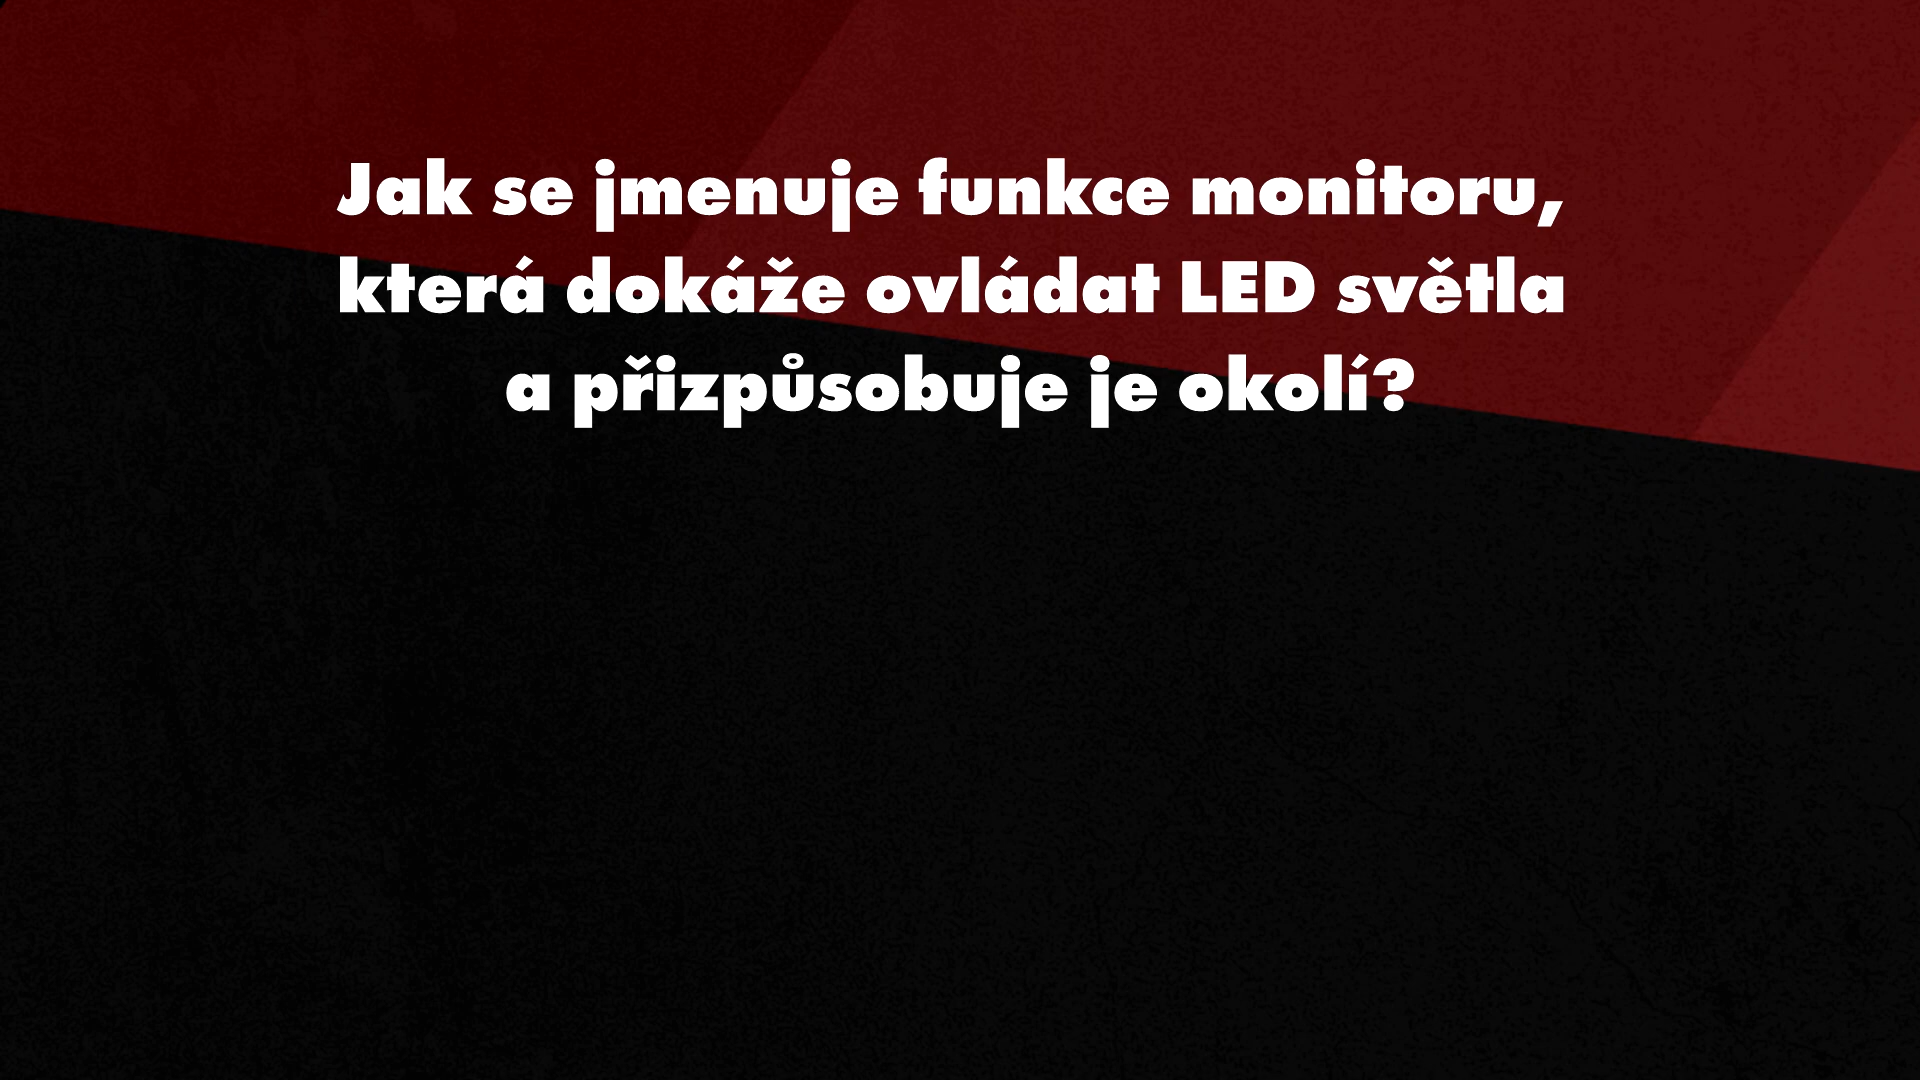 Jak se jmenuje funkce monitoru,
která dokáže ovládat LED světla
a přizpůsobuje je okolí?